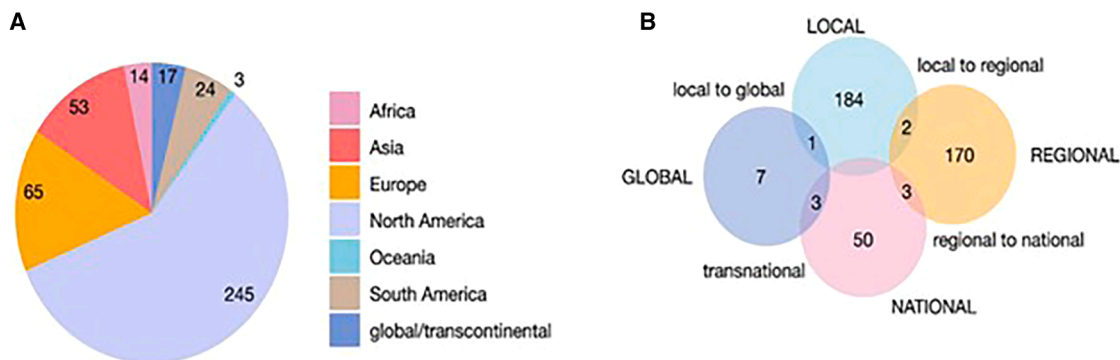 A
14
17
3
24
53
65
245
Africa
Asia
Europe
North America
Oceania
South America
global/transcontinental
B
LOCAL
local to global
local to regional
184
1
2
GLOBAL
7
170
REGIONAL
3
3
50
transnational
regional to national
NATIONAL